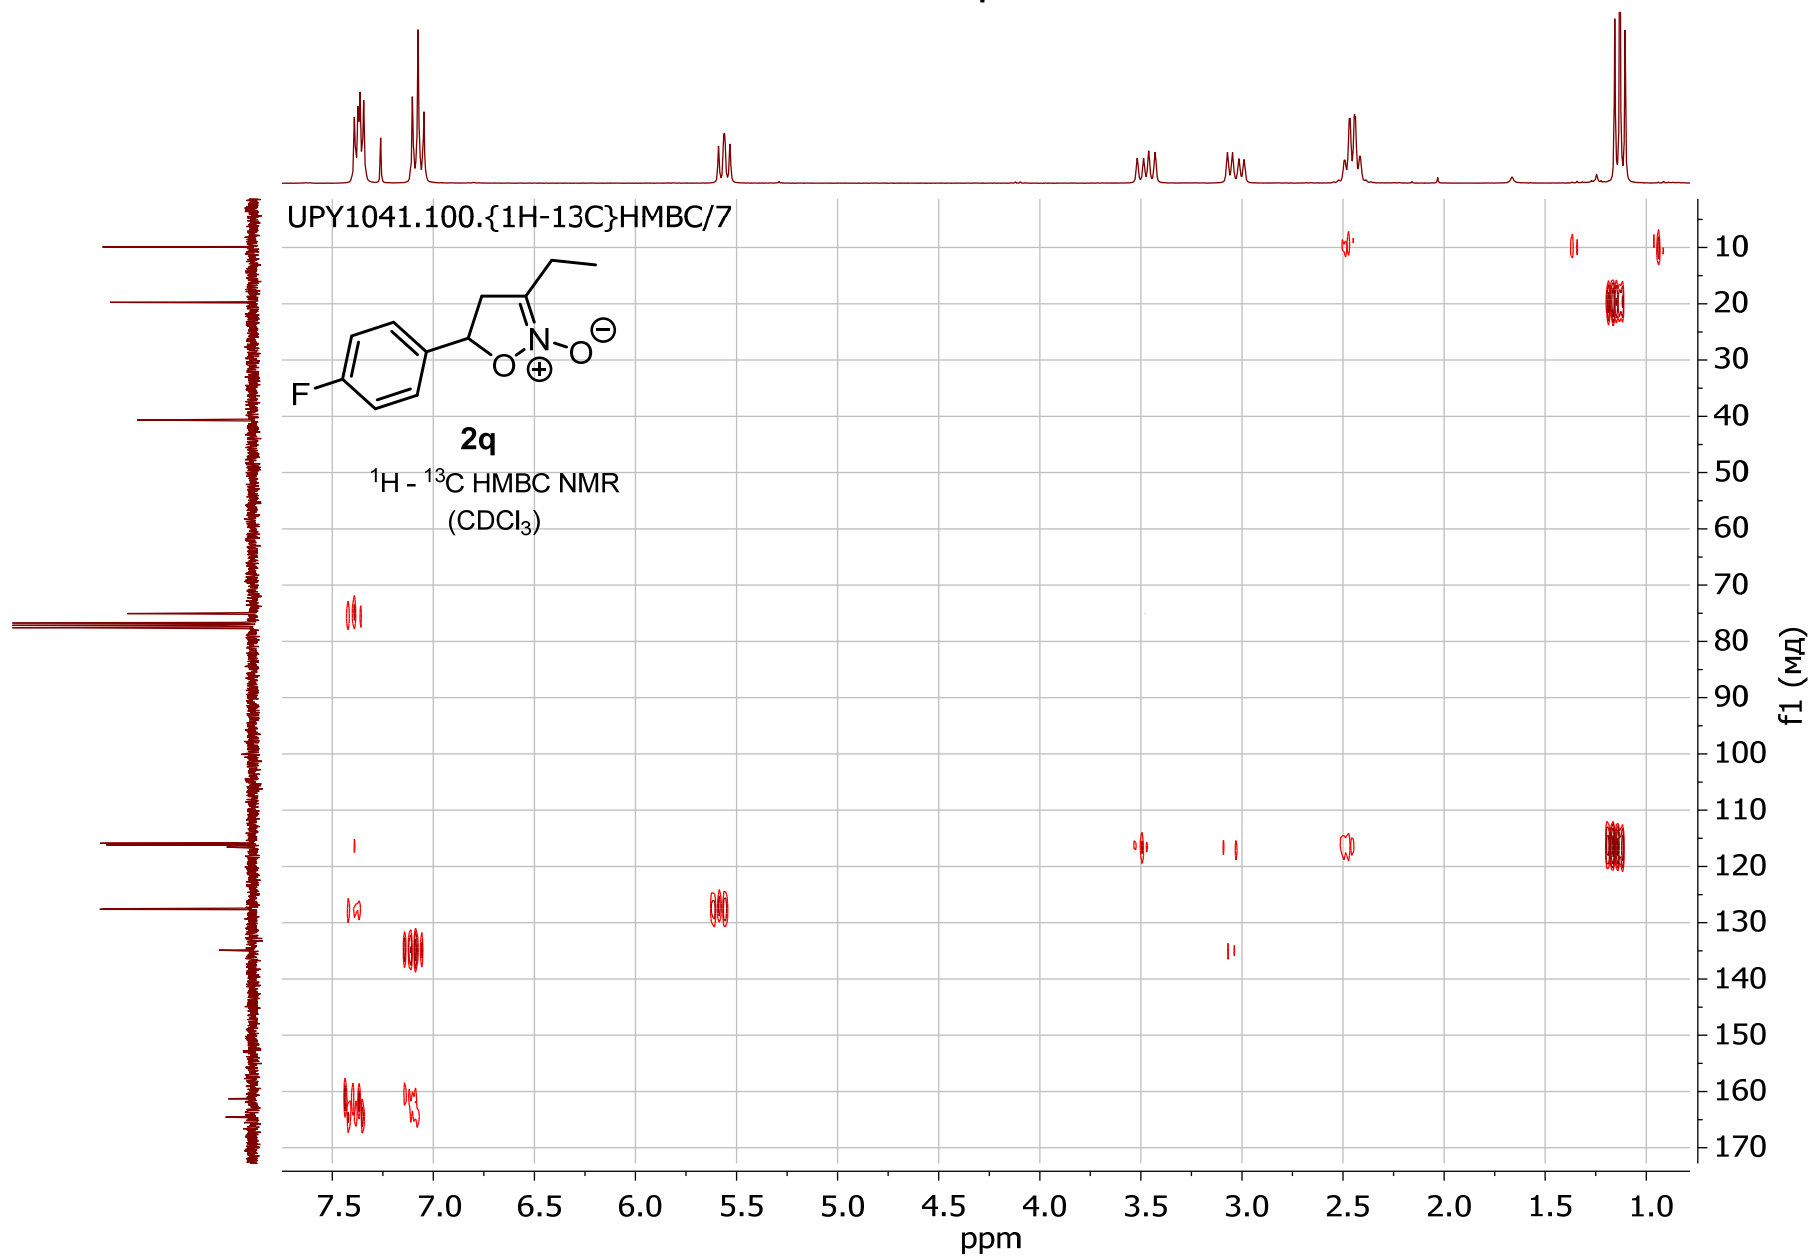 UPY1041.100.{1H-13C}HMBC/7
F
O
N
⊕
O
⊖
2q
¹H - ¹³C HMBC NMR
(CDCl₃)
10
20
30
40
50
60
70
80
90
100
110
120
130
140
150
160
170
f1 (мд)
7.5 7.0 6.5 6.0 5.5 5.0 4.5 4.0 3.5 3.0 2.5 2.0 1.5 1.0
ppm